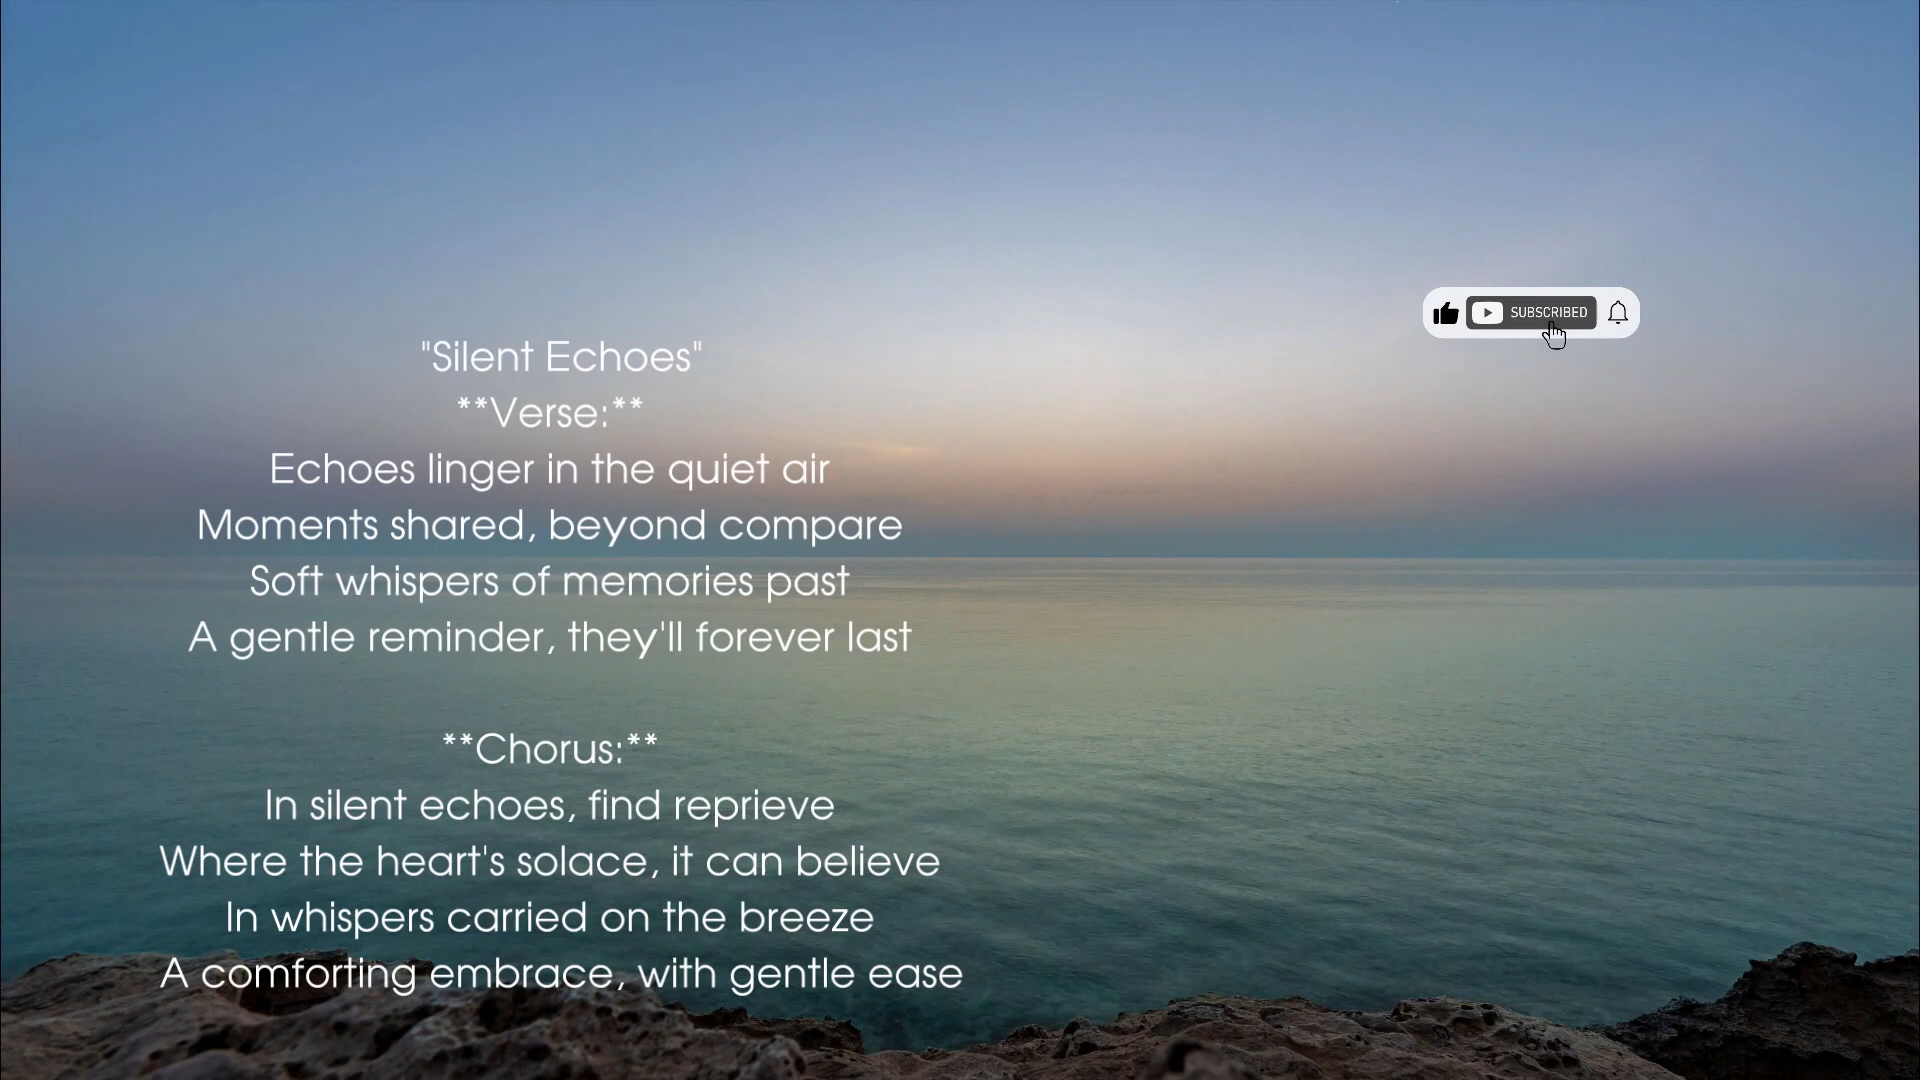 "Silent Echoes"
**Verse:**
Echoes linger in the quiet air
Moments shared, beyond compare
Soft whispers of memories past
A gentle reminder, they'll forever last
**Chorus:**
In silent echoes, find reprieve
Where the heart's solace, it can believe
In whispers carried on the breeze
A comforting embrace, with gentle ease
SUBSCRIBED